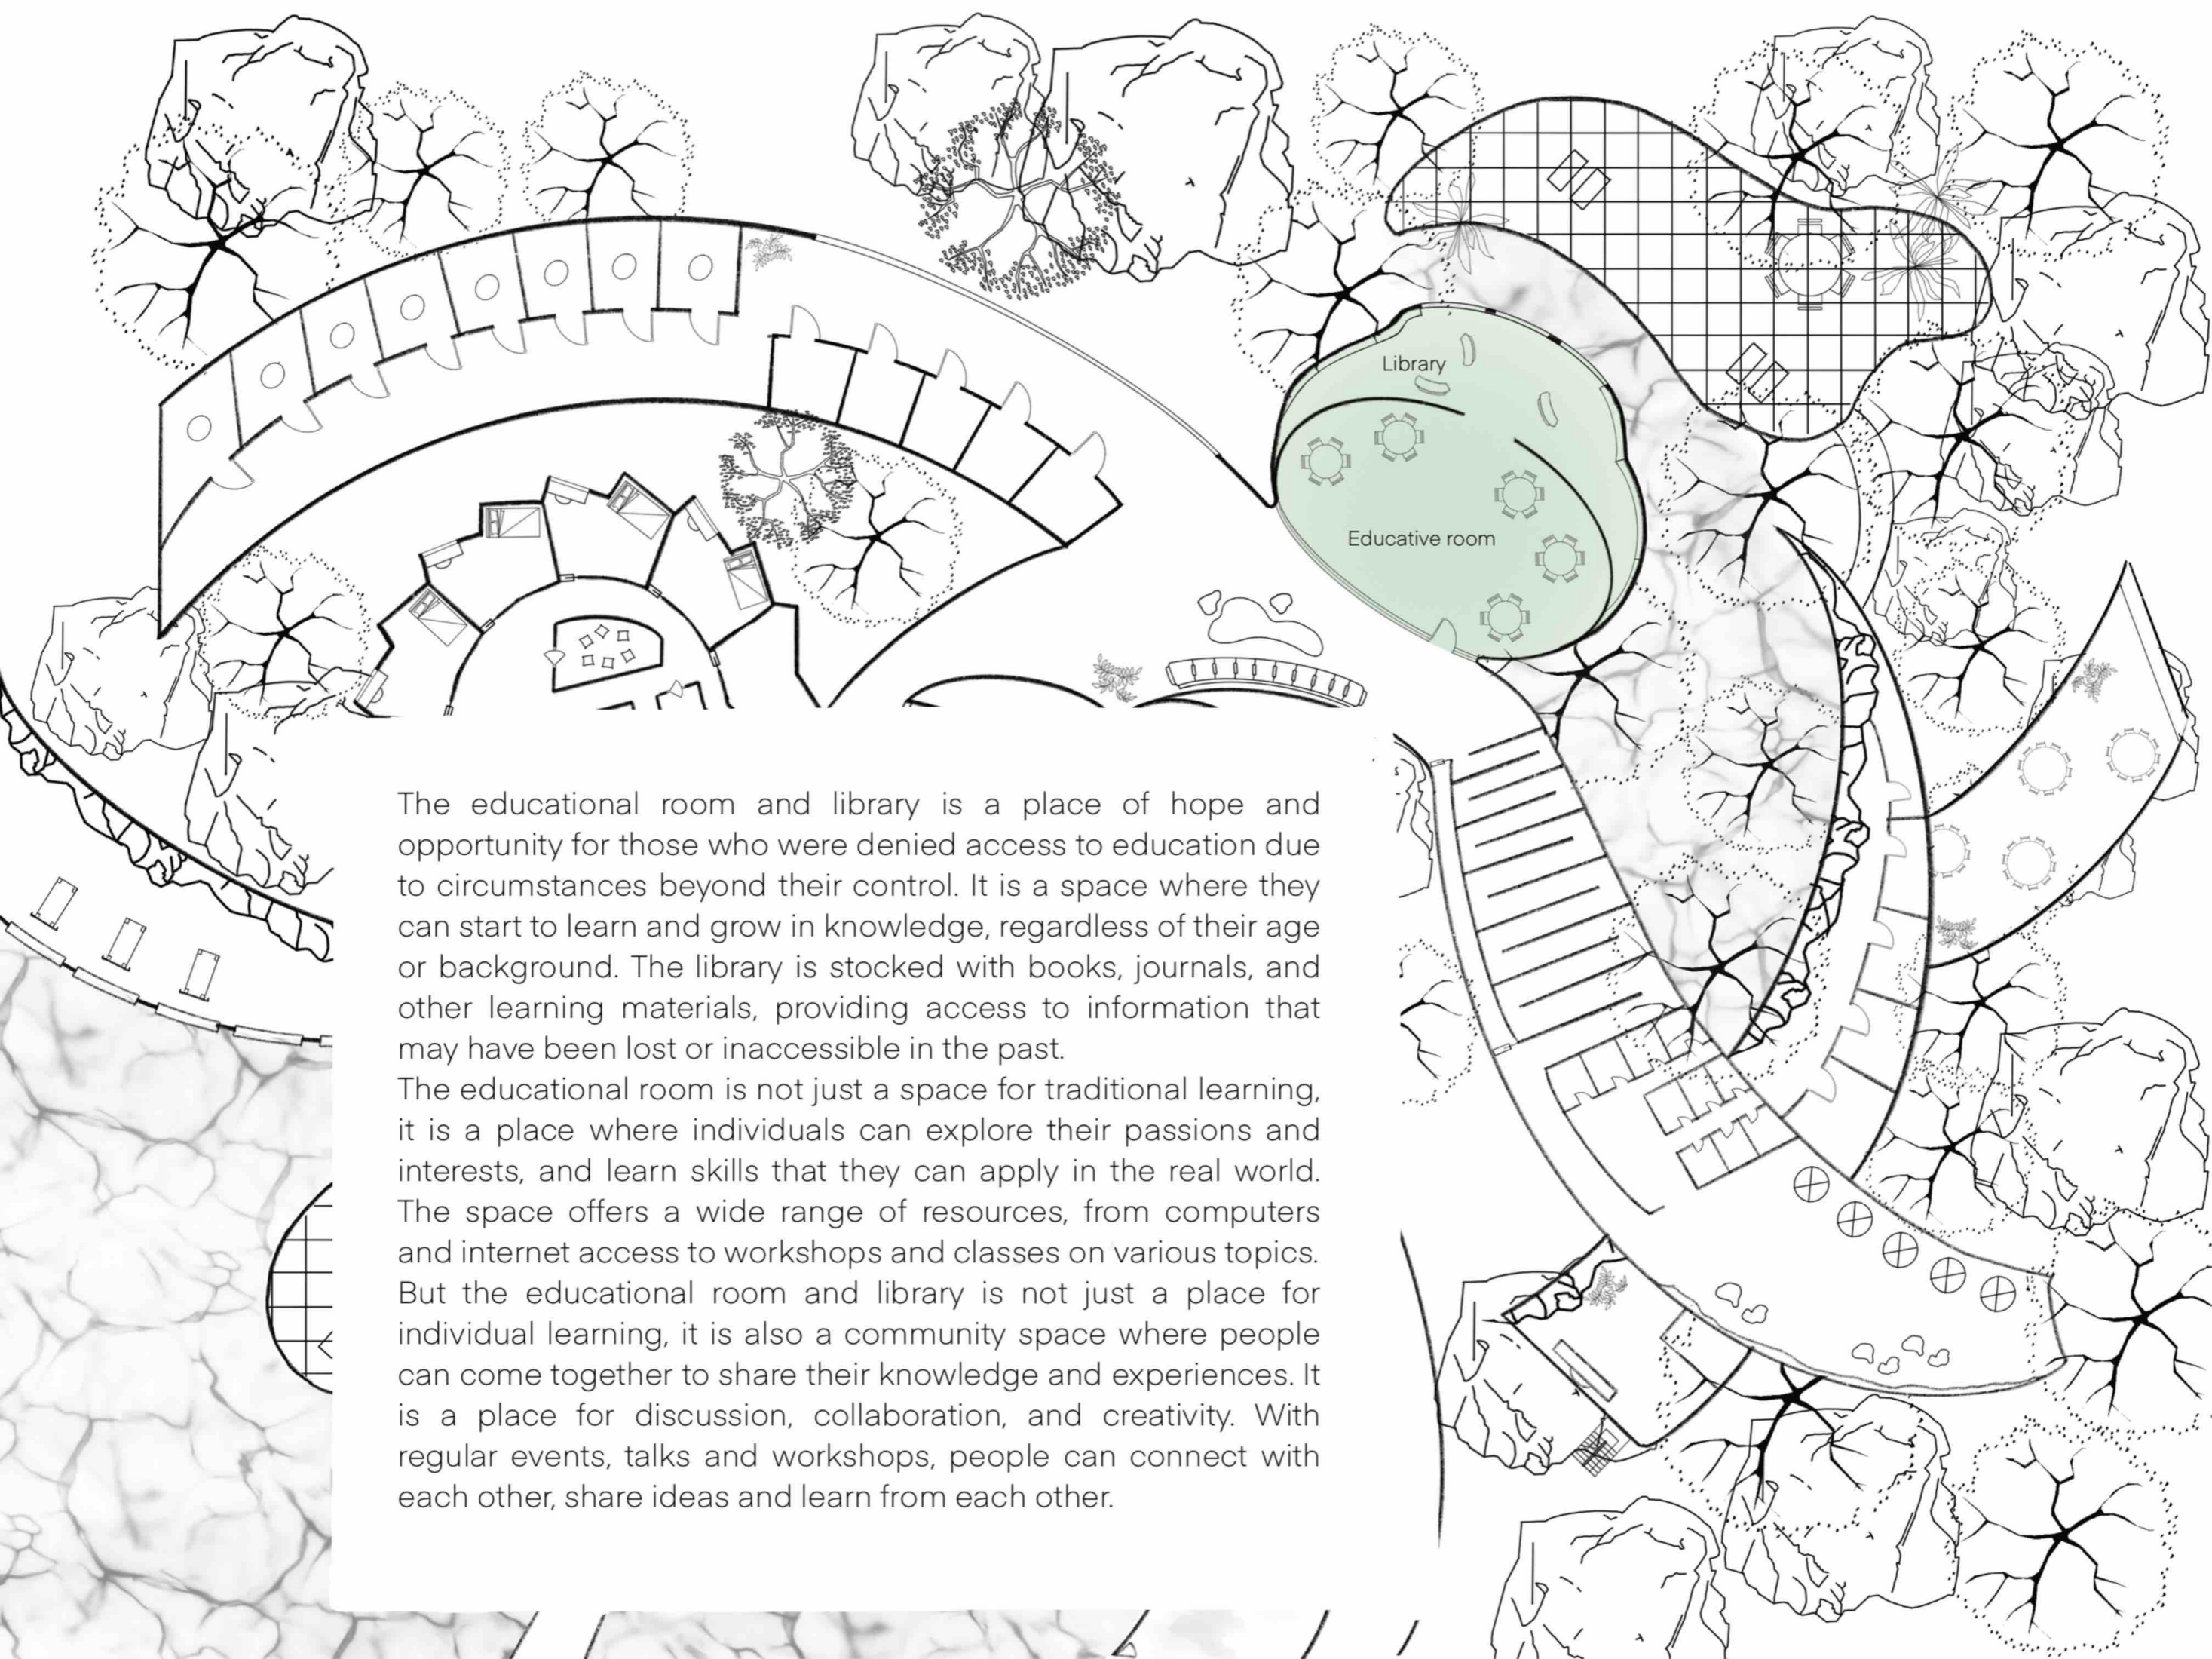 Library
Educative room
The educational room and library is a place of hope and
opportunity for those who were denied access to education due
to circumstances beyond their control. It is a space where they
can start to learn and grow in knowledge, regardless of their age
or background. The library is stocked with books, journals, and
other learning materials, providing access to information that
may have been lost or inaccessible in the past.
The educational room is not just a space for traditional learning,
it is a place where individuals can explore their passions and
interests, and learn skills that they can apply in the real world.
The space offers a wide range of resources, from computers
and internet access to workshops and classes on various topics.
But the educational room and library is not just a place for
individual learning, it is also a community space where people
can come together to share their knowledge and experiences. It
is a place for discussion, collaboration, and creativity. With
regular events, talks and workshops, people can connect with
each other, share ideas and learn from each other.